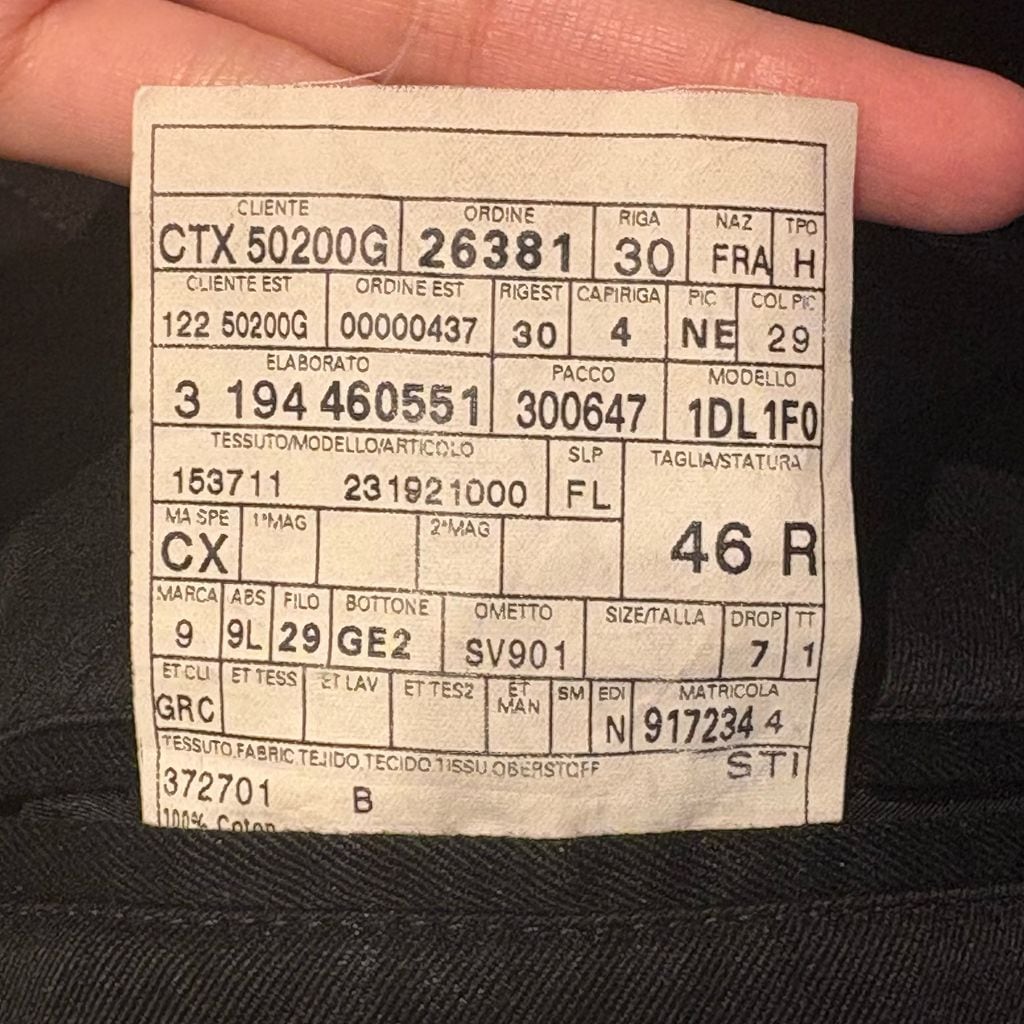 CLIENTE ORDINE RIGA NAZ TPO
CTX 50200G 26381 30 FRA H
CLIENTE EST ORDINE EST RIGEST CAPIRIGA PIC COL PIC
122 50200G 00000437 30 4 NE 29
ELABORATO PACCO MODELLO
3 194 460551 300647 1DL1F0
TESSUTO/MODELLO/ARTICOLO SLP TAGLIA/STATURA
153711 231921000 FL
46 R
MA SPE 1°MAG 2°MAG
CX
MARCA ABS FILO BOTTONE OMETTO SIZE/TALLA DROP TT
9 9L 29 GE2 SV901 7 1
ET CLI ET TESS ET LAV ET TES2 ET MAN SM EDI MATRICOLA
GRC N 917234 4
TESSUTO.FABRIC.TEJIDO.TECIDO.TISSU.OBERSTOFF STI
372701 B
100% Coton